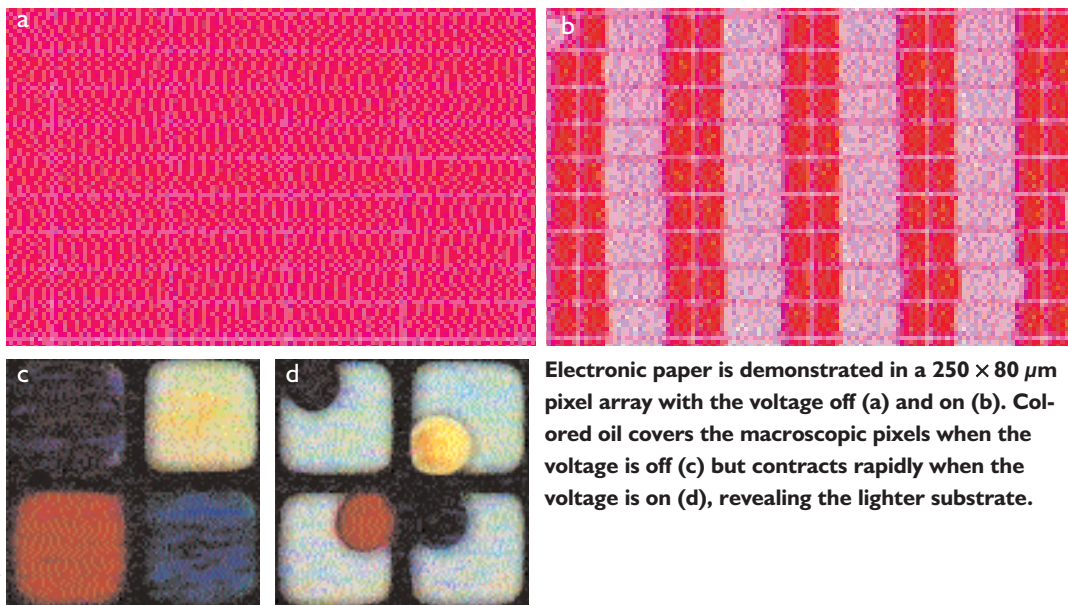 a
b
c
d
Electronic paper is demonstrated in a 250 × 80 µm
pixel array with the voltage off (a) and on (b). Col-
ored oil covers the macroscopic pixels when the
voltage is off (c) but contracts rapidly when the
voltage is on (d), revealing the lighter substrate.